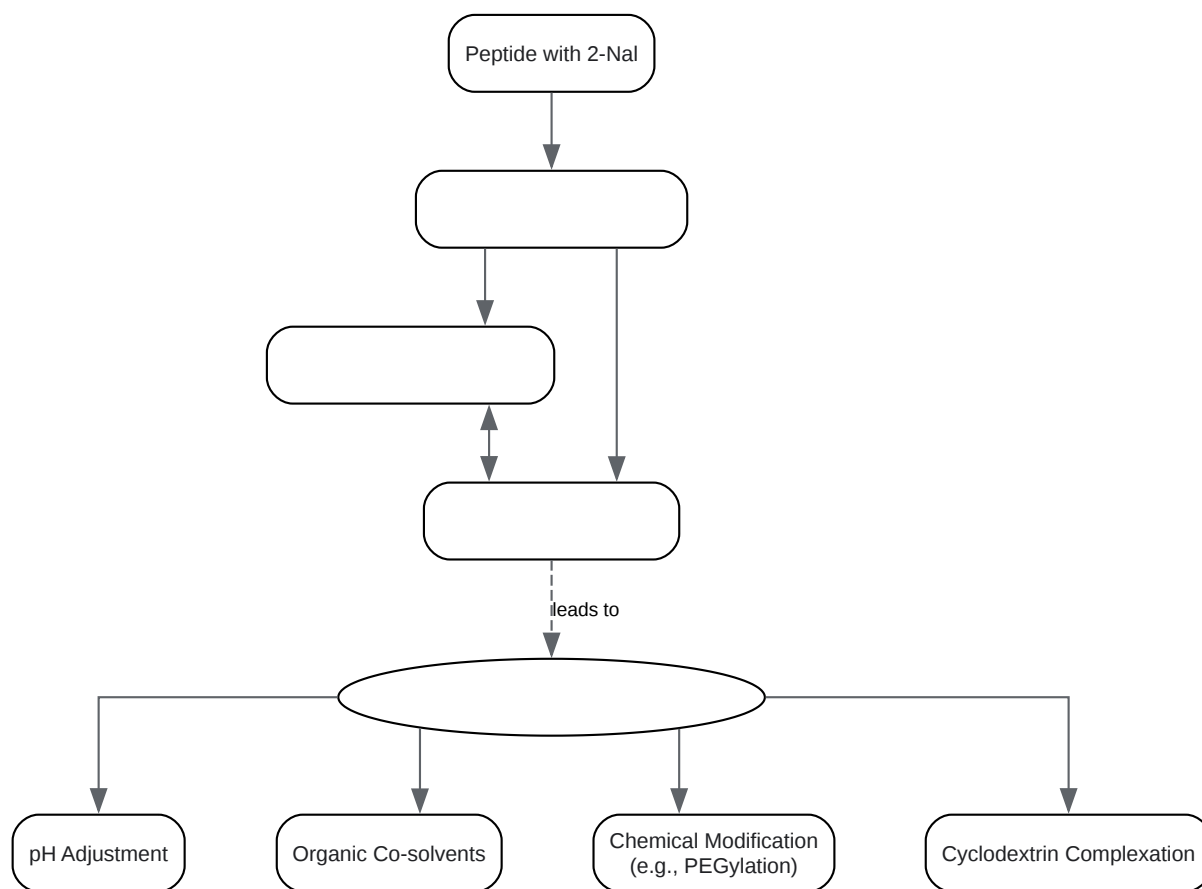 Peptide with 2-Nal
leads to
pH Adjustment
Organic Co-solvents
Chemical Modification
(e.g., PEGylation)
Cyclodextrin Complexation